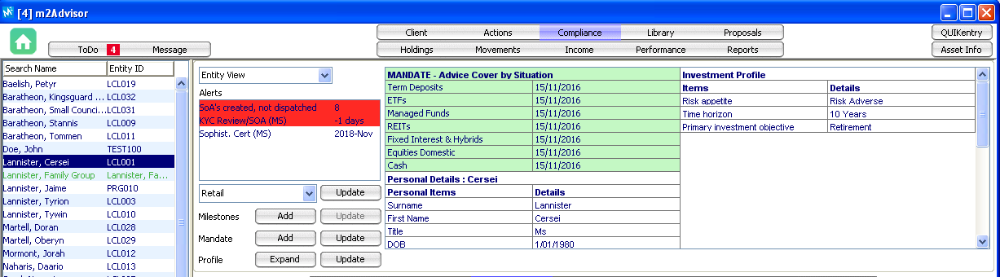 [4] m2Advisor
Client Actions Compliance Library Proposals QUIKentry
ToDo 4 Message Holdings Movements Income Performance Reports Asset Info
Search Name Entity ID
Baelish, Petyr LCL019
Baratheon, Kingsguard ... LCL032
Baratheon, Small Counci... LCL031
Baratheon, Stannis LCL009
Baratheon, Tommen LCL011
Doe, John TEST100
Lannister, Cersei LCL001
Lannister, Family Group Lannister, Fa...
Lannister, Jaime PRG010
Lannister, Tyrion LCL003
Lannister, Tywin LCL010
Martell, Doran LCL028
Martell, Oberyn LCL029
Mormont, Jorah LCL012
Naharis, Daario LCL013
Entity View
Alerts
SoA's created, not dispatched 8
KYC Review/SOA (MS) -1 days
Sophist. Cert (MS) 2018-Nov
Retail Update
Milestones Add Update
Mandate Add Update
Profile Expand Update
MANDATE - Advice Cover by Situation
Term Deposits 15/11/2016
ETFs 15/11/2016
Managed Funds 15/11/2016
REITs 15/11/2016
Fixed Interest & Hybrids 15/11/2016
Equities Domestic 15/11/2016
Cash 15/11/2016
Personal Details : Cersei
Personal Items Details
Surname Lannister
First Name Cersei
Title Ms
DOB 1/01/1980
Investment Profile
Items Details
Risk appetite Risk Adverse
Time horizon 10 Years
Primary investment objective Retirement